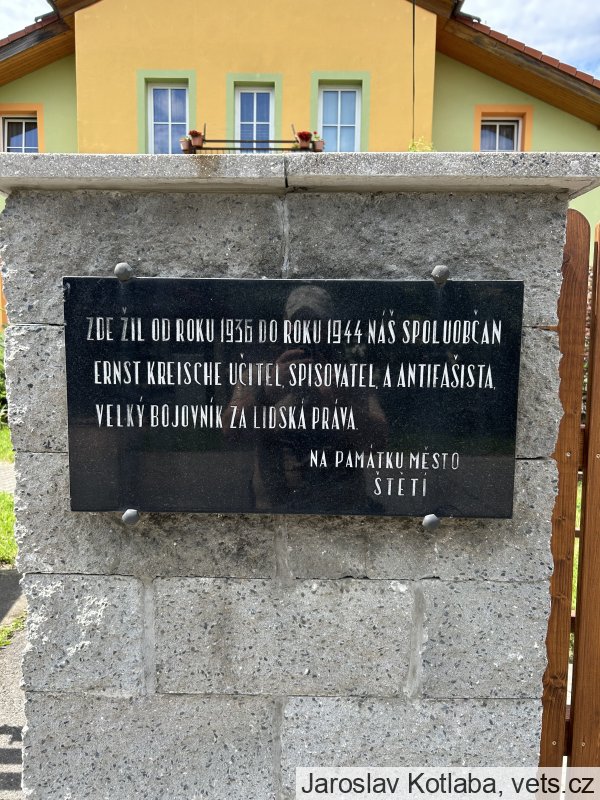 ZDE ŽIL OD ROKU 1936 DO ROKU 1944 NÁŠ SPOLUOBČAN
ERNST KREISCHE UČITEL, SPISOVATEL, A ANTIFAŠISTA,
VELKÝ BOJOVNÍK ZA LIDSKÁ PRÁVA.
NA PAMÁTKU MĚSTO
ŠTĚTÍ
Jaroslav Kotlaba, vets.cz